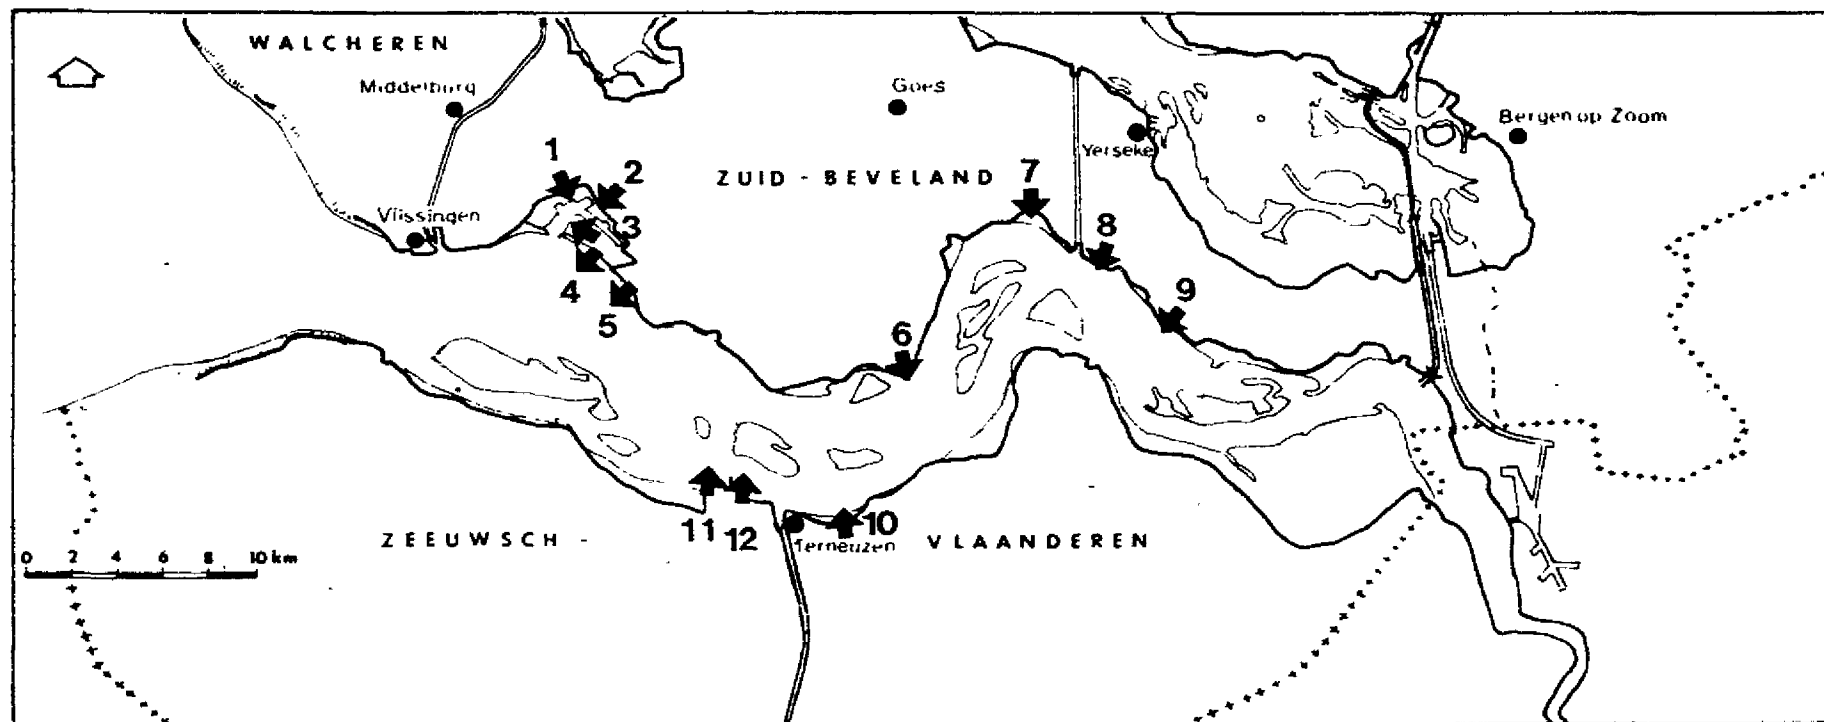 WALCHEREN
Middelburg
Goes
Bergen op Zoom
Yerseke
1
2
7
ZUID - BEVELAND
Vlissingen
3
8
4
9
5
6
11
12
10
ZEEUWSCH -
VLAANDEREN
Terneuzen
0 2 4 6 8 10 km